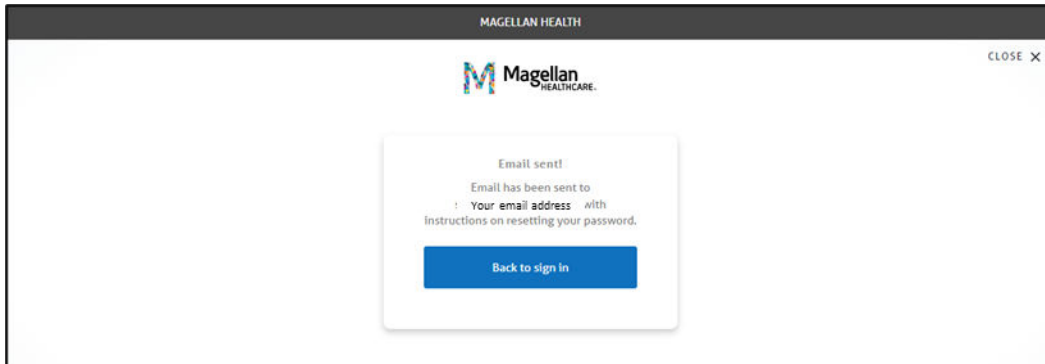 MAGELLAN HEALTH
CLOSE X
Magellan
HEALTHCARE.
Email sent!
Email has been sent to
Your email address with
instructions on resetting your password.
Back to sign in